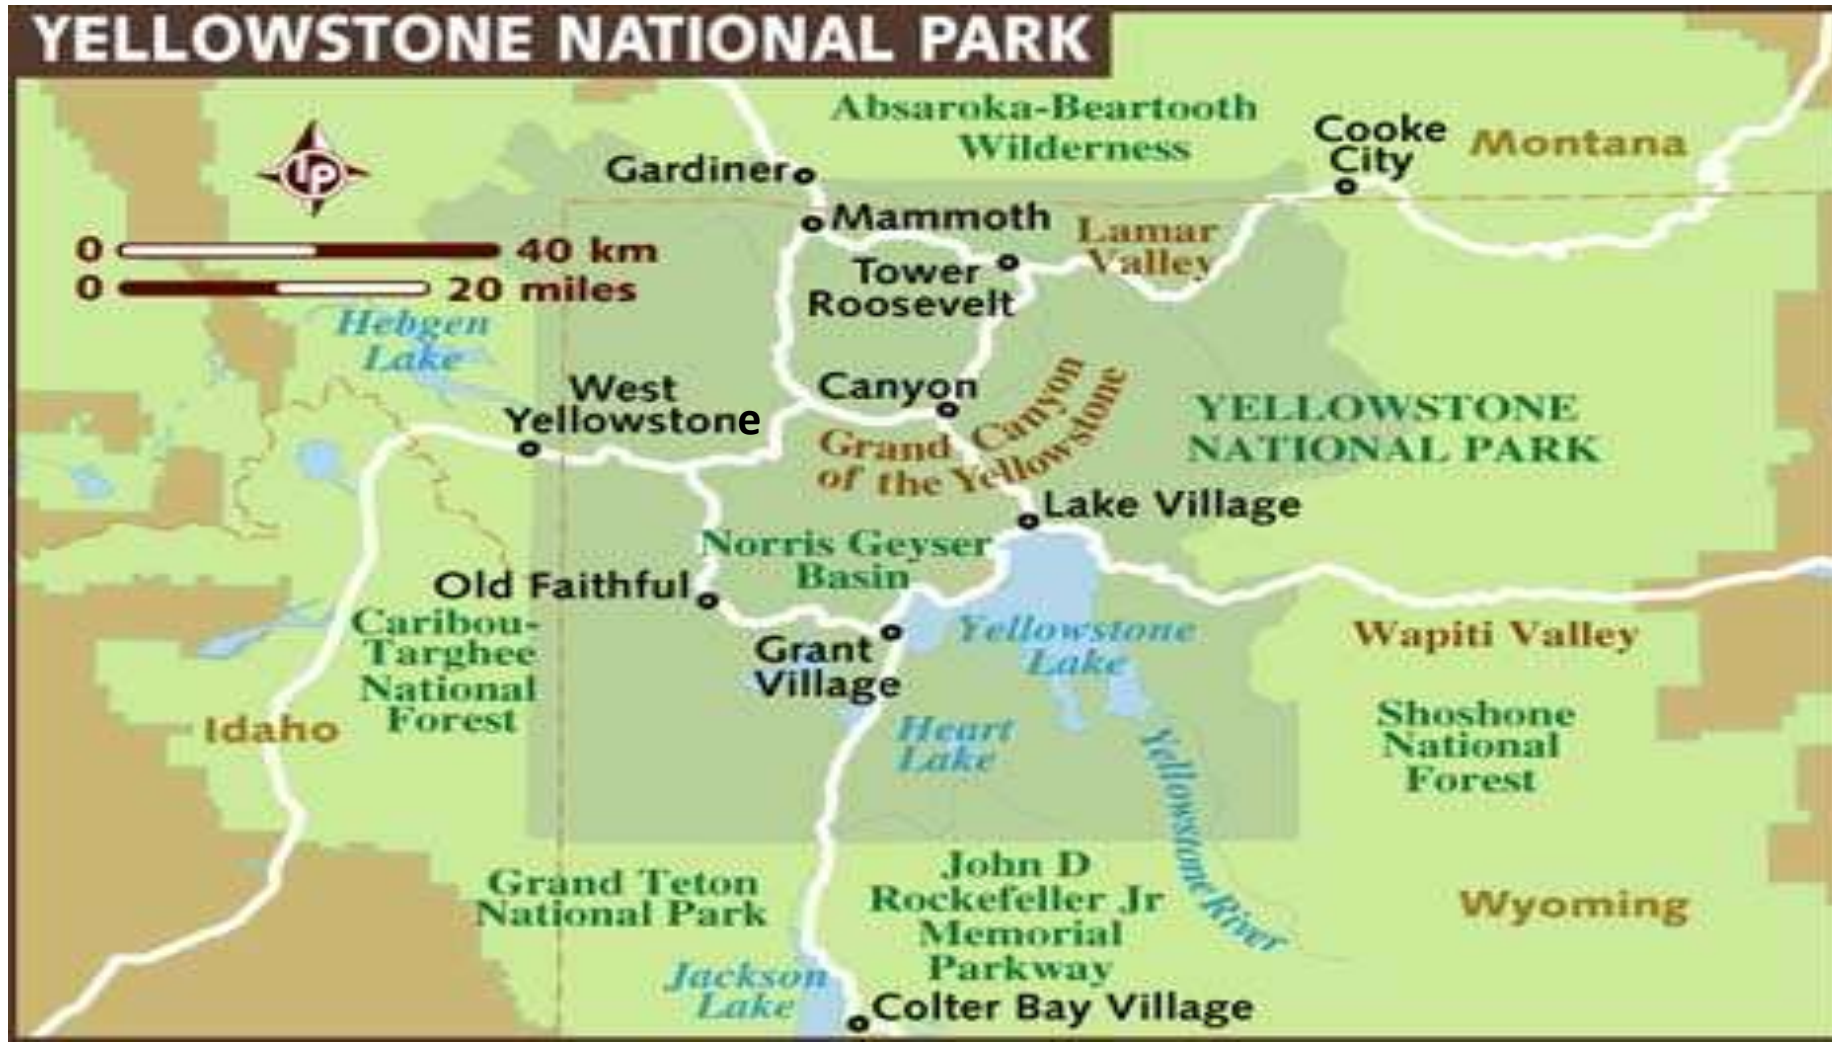 YELLOWSTONE NATIONAL PARK
Absaroka-Beartooth
Wilderness
Cooke
City
Montana
Gardiner
LP
Mammoth
Lamar
Valley
0 40 km
0 20 miles
Tower
Roosevelt
Hebgen
Lake
West
Yellowstone
Canyon
Grand Canyon
of the Yellowstone
YELLOWSTONE
NATIONAL PARK
Lake Village
Norris Geyser
Basin
Old Faithful
Caribou-
Targhee
National
Forest
Grant
Village
Yellowstone
Lake
Wapiti Valley
Idaho
Heart
Lake
Yellowstone River
Shoshone
National
Forest
Grand Teton
National Park
John D
Rockefeller Jr
Memorial
Parkway
Wyoming
Jackson
Lake
Colter Bay Village